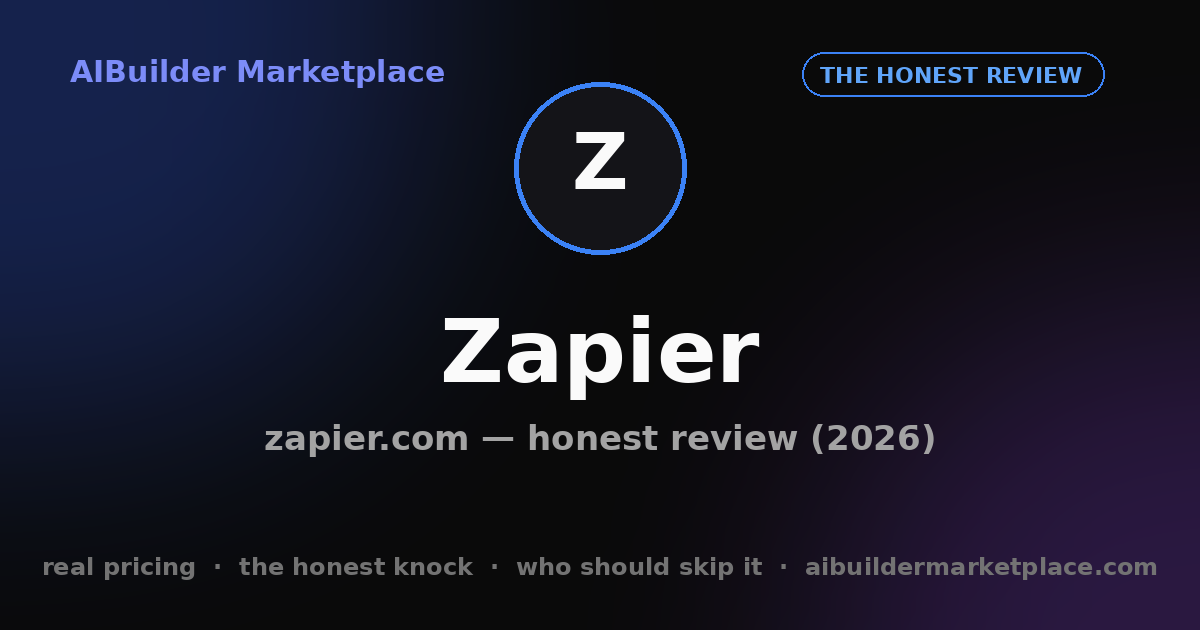 AIBuilder Marketplace
THE HONEST REVIEW
Z
Zapier
zapier.com — honest review (2026)
real pricing · the honest knock · who should skip it · aibuildermarketplace.com